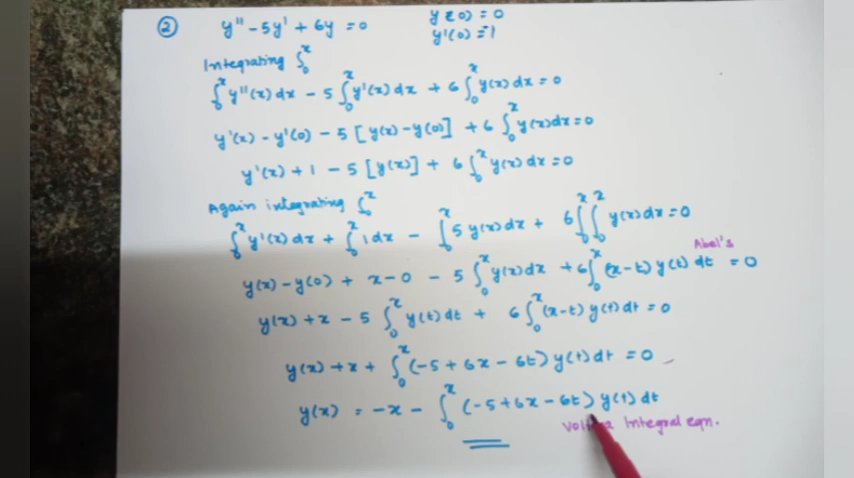 ② y'' - 5y' + 6y = 0 y(0) = 0
y'(0) = -1
Integrating ∫₀ˣ
∫₀ˣ y''(x) dx - 5 ∫₀ˣ y'(x) dx + 6 ∫₀ˣ y(x) dx = 0
y'(x) - y'(0) - 5 [y(x) - y(0)] + 6 ∫₀ˣ y(x) dx = 0
y'(x) + 1 - 5 [y(x)] + 6 ∫₀ˣ y(x) dx = 0
Again integrating ∫₀ˣ
∫₀ˣ y'(x) dx + ∫₀ˣ 1 dx - ∫₀ˣ 5 y(x) dx + 6 ∫₀ˣ ∫₀ˣ y(x) dx = 0
Abel's
y(x) - y(0) + x - 0 - 5 ∫₀ˣ y(x) dx + 6 ∫₀ˣ (x-t) y(t) dt = 0
y(x) + x - 5 ∫₀ˣ y(t) dt + 6 ∫₀ˣ (x-t) y(t) dt = 0
y(x) + x + ∫₀ˣ (-5 + 6x - 6t) y(t) dt = 0
y(x) = -x - ∫₀ˣ (-5 + 6x - 6t) y(t) dt
Integral eqn.